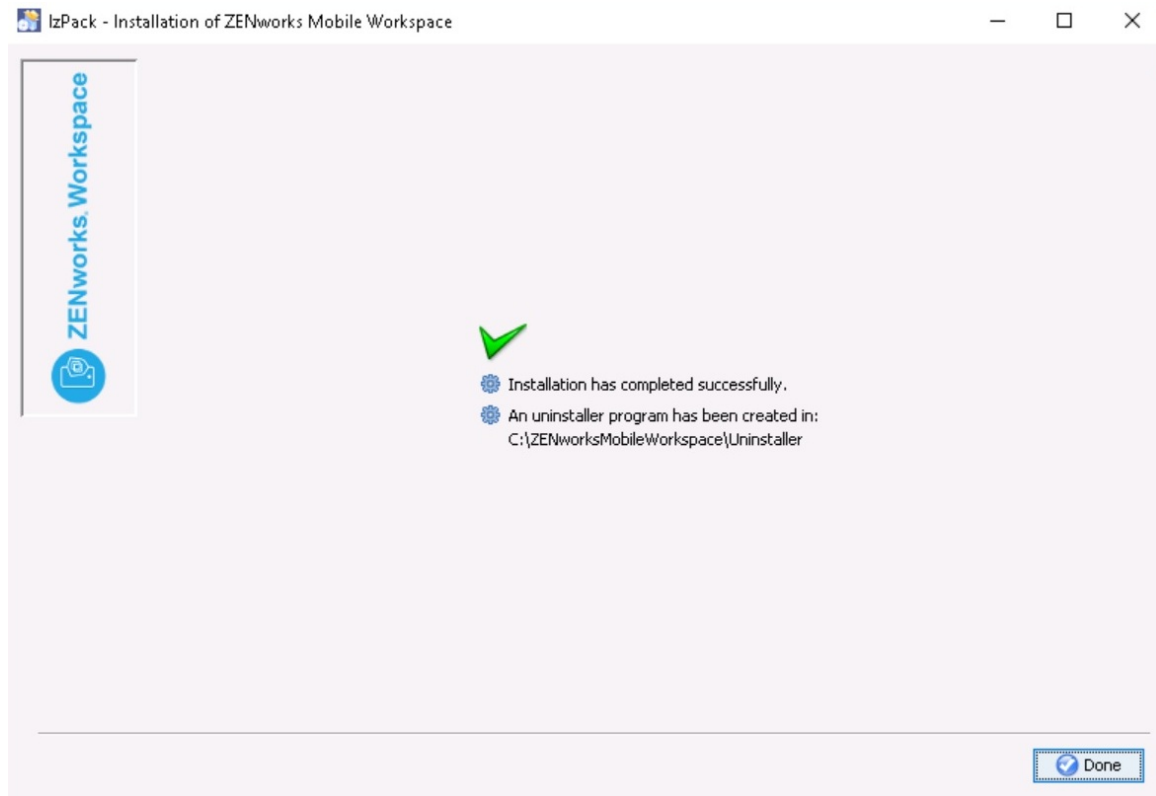 IzPack - Installation of ZENworks Mobile Workspace
ZENworks. Workspace
Installation has completed successfully.
An uninstaller program has been created in:
C:\ZENworksMobileWorkspace\Uninstaller
Done